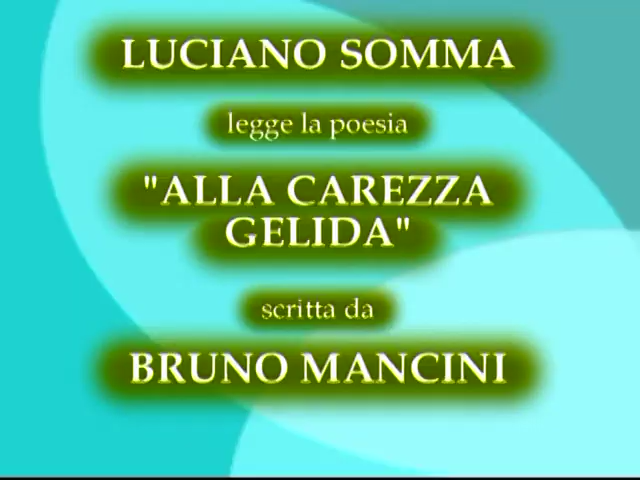 LUCIANO SOMMA
legge la poesia
"ALLA CAREZZA
GELIDA"
scritta da
BRUNO MANCINI